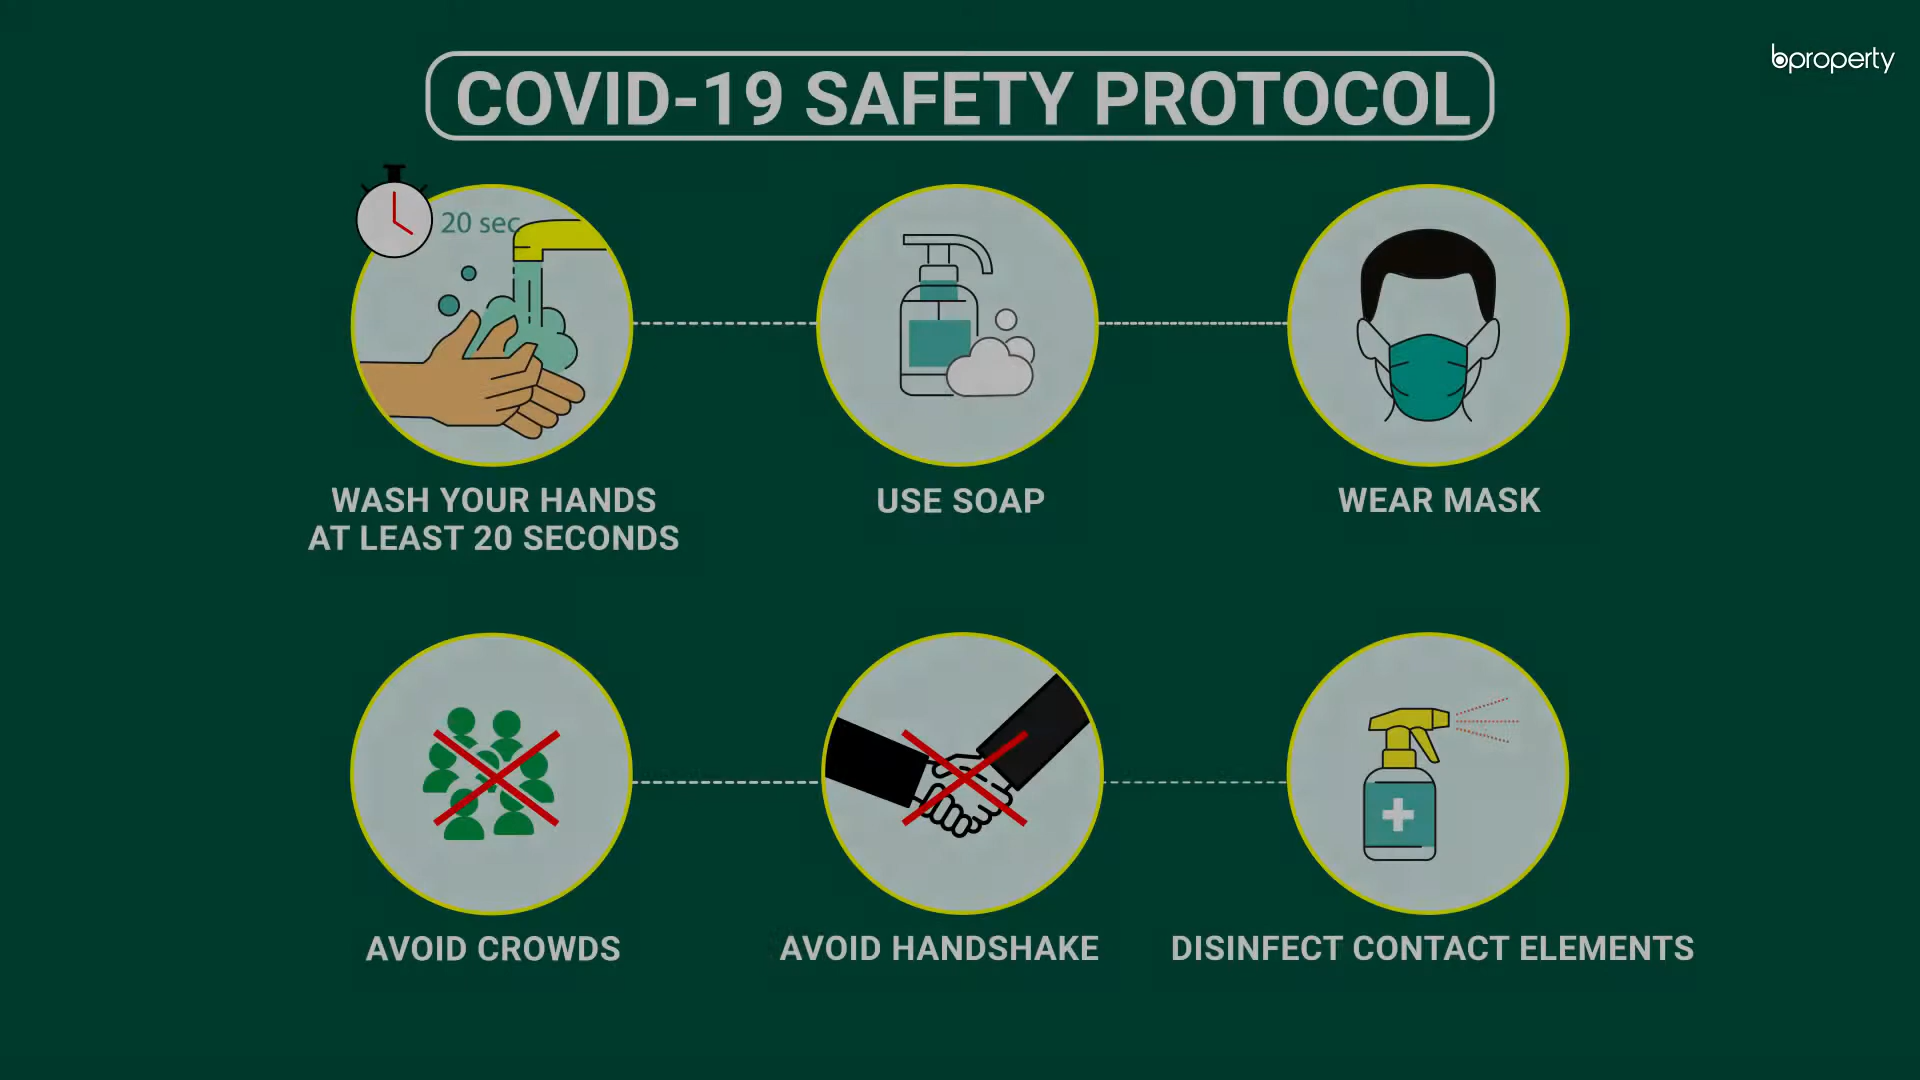 bproperty
COVID-19 SAFETY PROTOCOL
20 sec
WASH YOUR HANDS
AT LEAST 20 SECONDS
USE SOAP
WEAR MASK
AVOID CROWDS
AVOID HANDSHAKE
DISINFECT CONTACT ELEMENTS